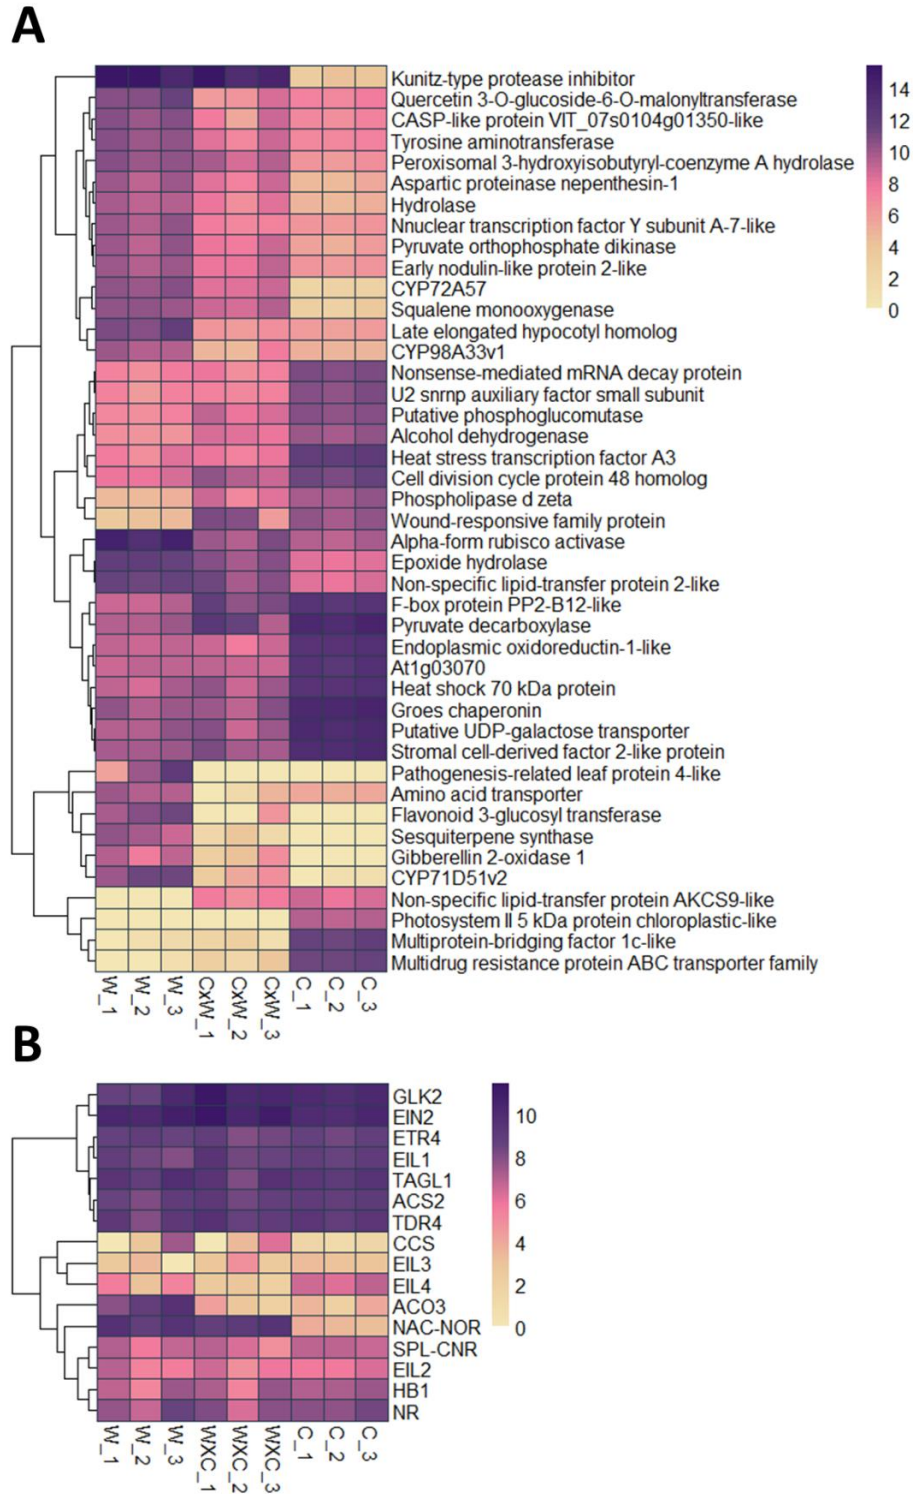 A
Kunitz-type protease inhibitor
Quercetin 3-O-glucoside-6-O-malonyltransferase
CASP-like protein VIT_07s0104g01350-like
Tyrosine aminotransferase
Peroxisomal 3-hydroxyisobutyryl-coenzyme A hydrolase
Aspartic proteinase nepenthesin-1
Hydrolase
Nnuclear transcription factor Y subunit A-7-like
Pyruvate orthophosphate dikinase
Early nodulin-like protein 2-like
CYP72A57
Squalene monooxygenase
Late elongated hypocotyl homolog
CYP98A33v1
Nonsense-mediated mRNA decay protein
U2 snrnp auxiliary factor small subunit
Putative phosphoglucomutase
Alcohol dehydrogenase
Heat stress transcription factor A3
Cell division cycle protein 48 homolog
Phospholipase d zeta
Wound-responsive family protein
Alpha-form rubisco activase
Epoxide hydrolase
Non-specific lipid-transfer protein 2-like
F-box protein PP2-B12-like
Pyruvate decarboxylase
Endoplasmic oxidoreductin-1-like
At1g03070
Heat shock 70 kDa protein
Groes chaperonin
Putative UDP-galactose transporter
Stromal cell-derived factor 2-like protein
Pathogenesis-related leaf protein 4-like
Amino acid transporter
Flavonoid 3-glucosyl transferase
Sesquiterpene synthase
Gibberellin 2-oxidase 1
CYP71D51v2
Non-specific lipid-transfer protein AKCS9-like
Photosystem II 5 kDa protein chloroplastic-like
Multiprotein-bridging factor 1c-like
Multidrug resistance protein ABC transporter family
14
12
10
8
6
4
2
0
W_1
W_2
W_3
CxW_1
CxW_2
CxW_3
C_1
C_2
C_3
B
GLK2
EIN2
ETR4
EIL1
TAGL1
ACS2
TDR4
CCS
EIL3
EIL4
ACO3
NAC-NOR
SPL-CNR
EIL2
HB1
NR
10
8
6
4
2
0
W_1
W_2
W_3
WXC_1
WXC_2
WXC_3
C_1
C_2
C_3